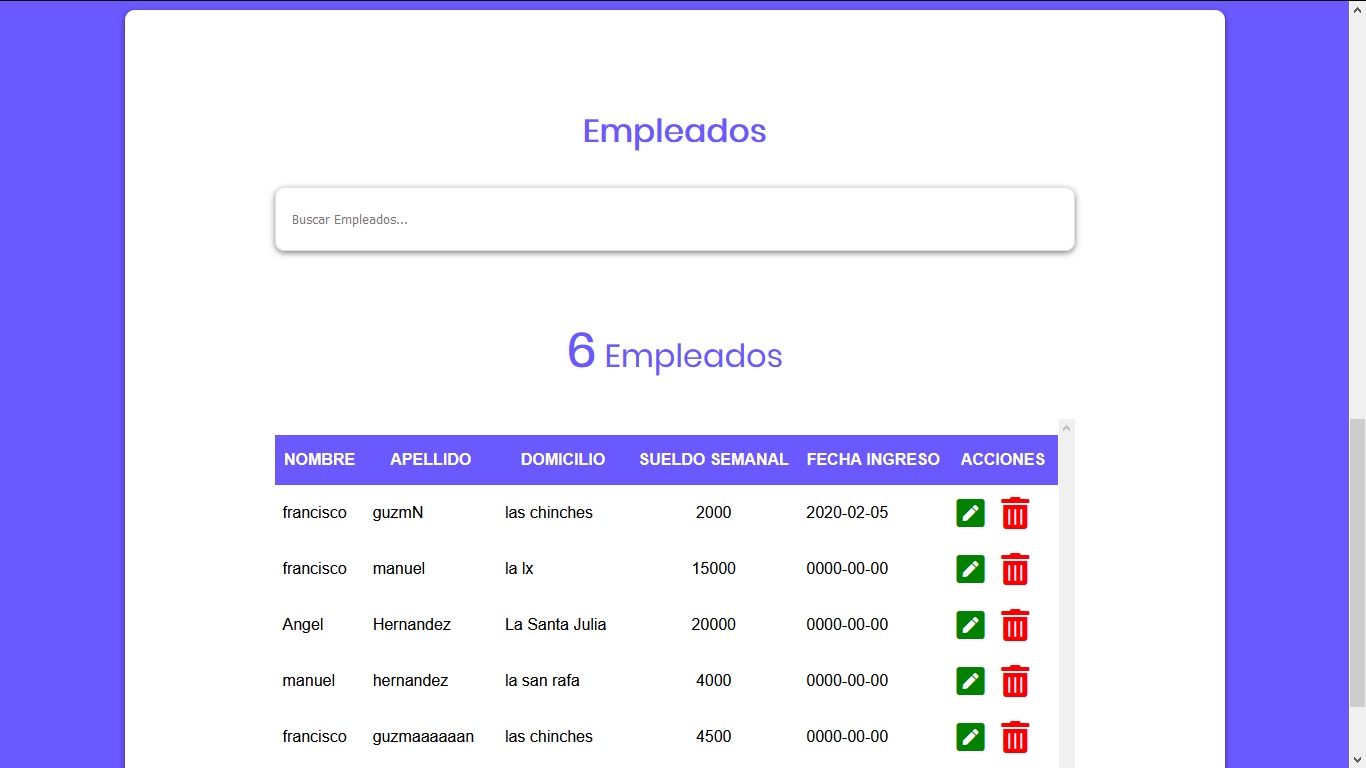 Empleados
Buscar Empleados...
6 Empleados
NOMBRE APELLIDO DOMICILIO SUELDO SEMANAL FECHA INGRESO ACCIONES
francisco guzmN las chinches 2000 2020-02-05
francisco manuel la lx 15000 0000-00-00
Angel Hernandez La Santa Julia 20000 0000-00-00
manuel hernandez la san rafa 4000 0000-00-00
francisco guzmaaaaaan las chinches 4500 0000-00-00